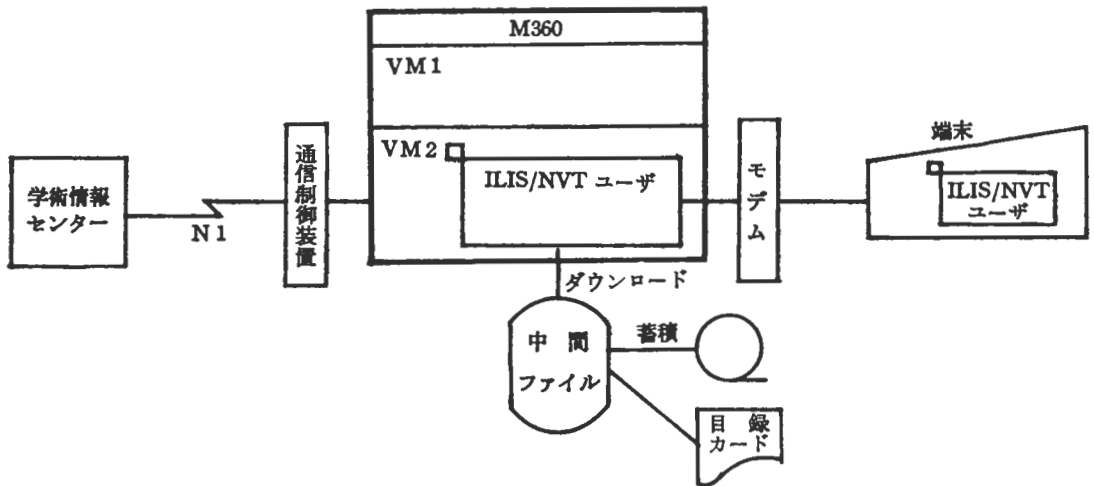 M360
VM1
VM2
ILIS/NVT ユーザ
学術情報
センター
N1
通信制御装置
モデム
端末
ILIS/NVT
ユーザ
ダウンロード
中間
ファイル
蓄積
目録
カード